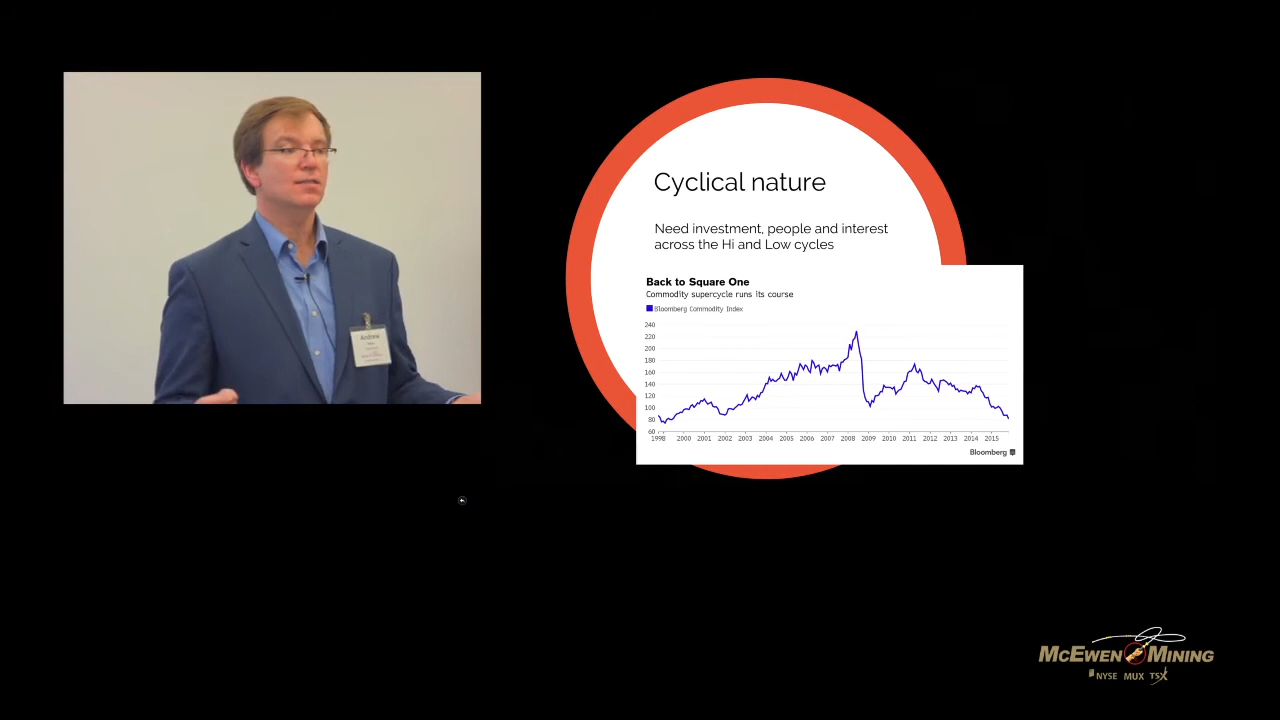 Cyclical nature
Need investment, people and interest
across the Hi and Low cycles
Back to Square One
Commodity supercycle runs its course
Bloomberg Commodity Index
240
220
200
180
160
140
120
100
80
60
1998 2000 2001 2002 2003 2004 2005 2006 2007 2008 2009 2010 2011 2012 2013 2014 2015
Bloomberg
Andrew
MCEWEN MINING
NYSE MUX TSX